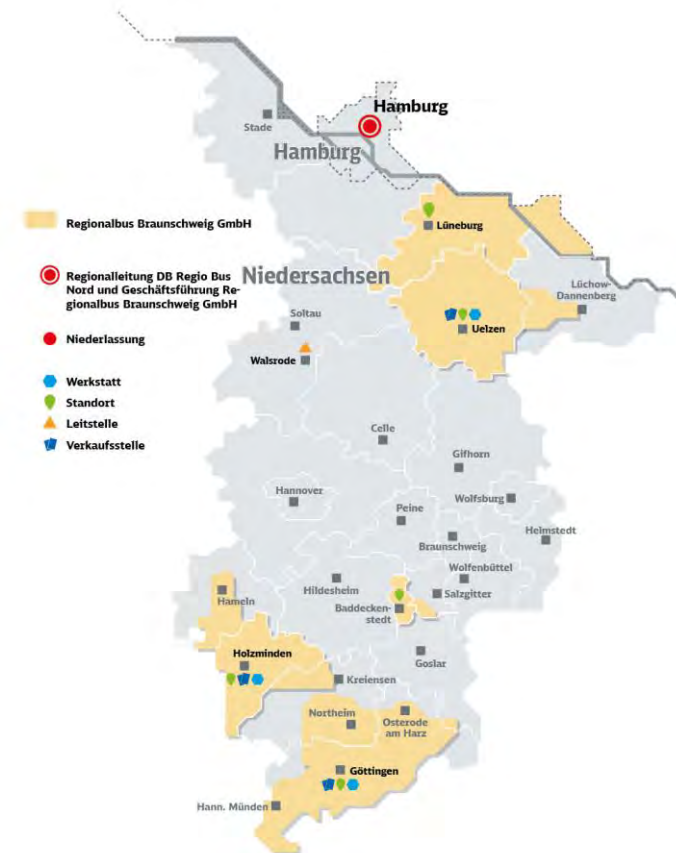 Hamburg
Stade
Hamburg
Regionalbus Braunschweig GmbH
Lüneburg
Regionalleitung DB Regio Bus
Nord und Geschäftsführung Re-
gionalbus Braunschweig GmbH
Niedersachsen
Lüchow-
Dannenberg
Soltau
Uelzen
Niederlassung
Walsrode
Werkstatt
Standort
Leitstelle
Verkaufsstelle
Celle
Gifhorn
Hannover
Wolfsburg
Peine
Helmstedt
Braunschweig
Wolfenbüttel
Hildesheim
Salzgitter
Hameln
Baddecken-
stedt
Holzminden
Goslar
Kreiensen
Northeim
Osterode
am Harz
Göttingen
Hann. Münden